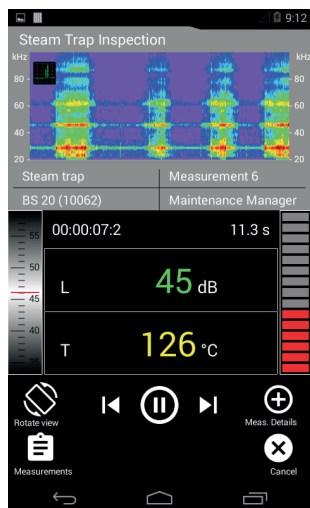 9:12
Steam Trap Inspection
kHz kHz
80 80
60 60
40 40
20 20
Steam trap Measurement 6
BS 20 (10062) Maintenance Manager
00:00:07:2 11.3 s
55
50
45
40
35
L 45 dB
T 126 °C
Rotate view Meas. Details
Measurements Cancel